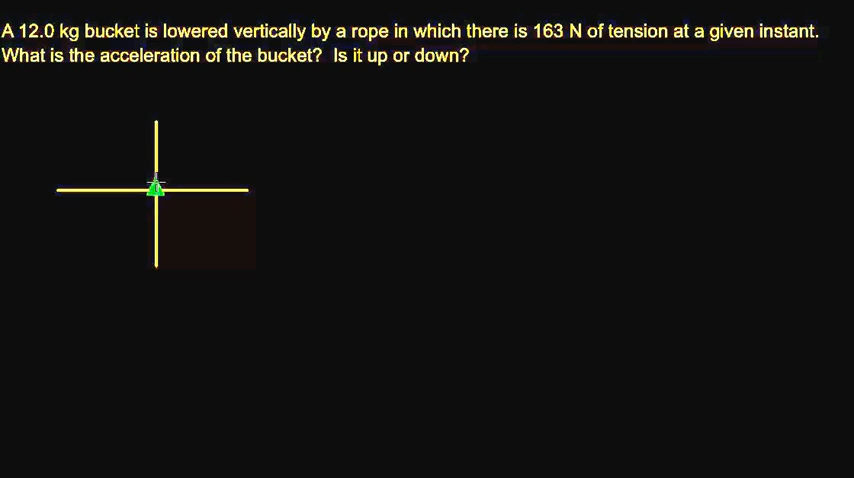 A 12.0 kg bucket is lowered vertically by a rope in which there is 163 N of tension at a given instant.
What is the acceleration of the bucket?  Is it up or down?